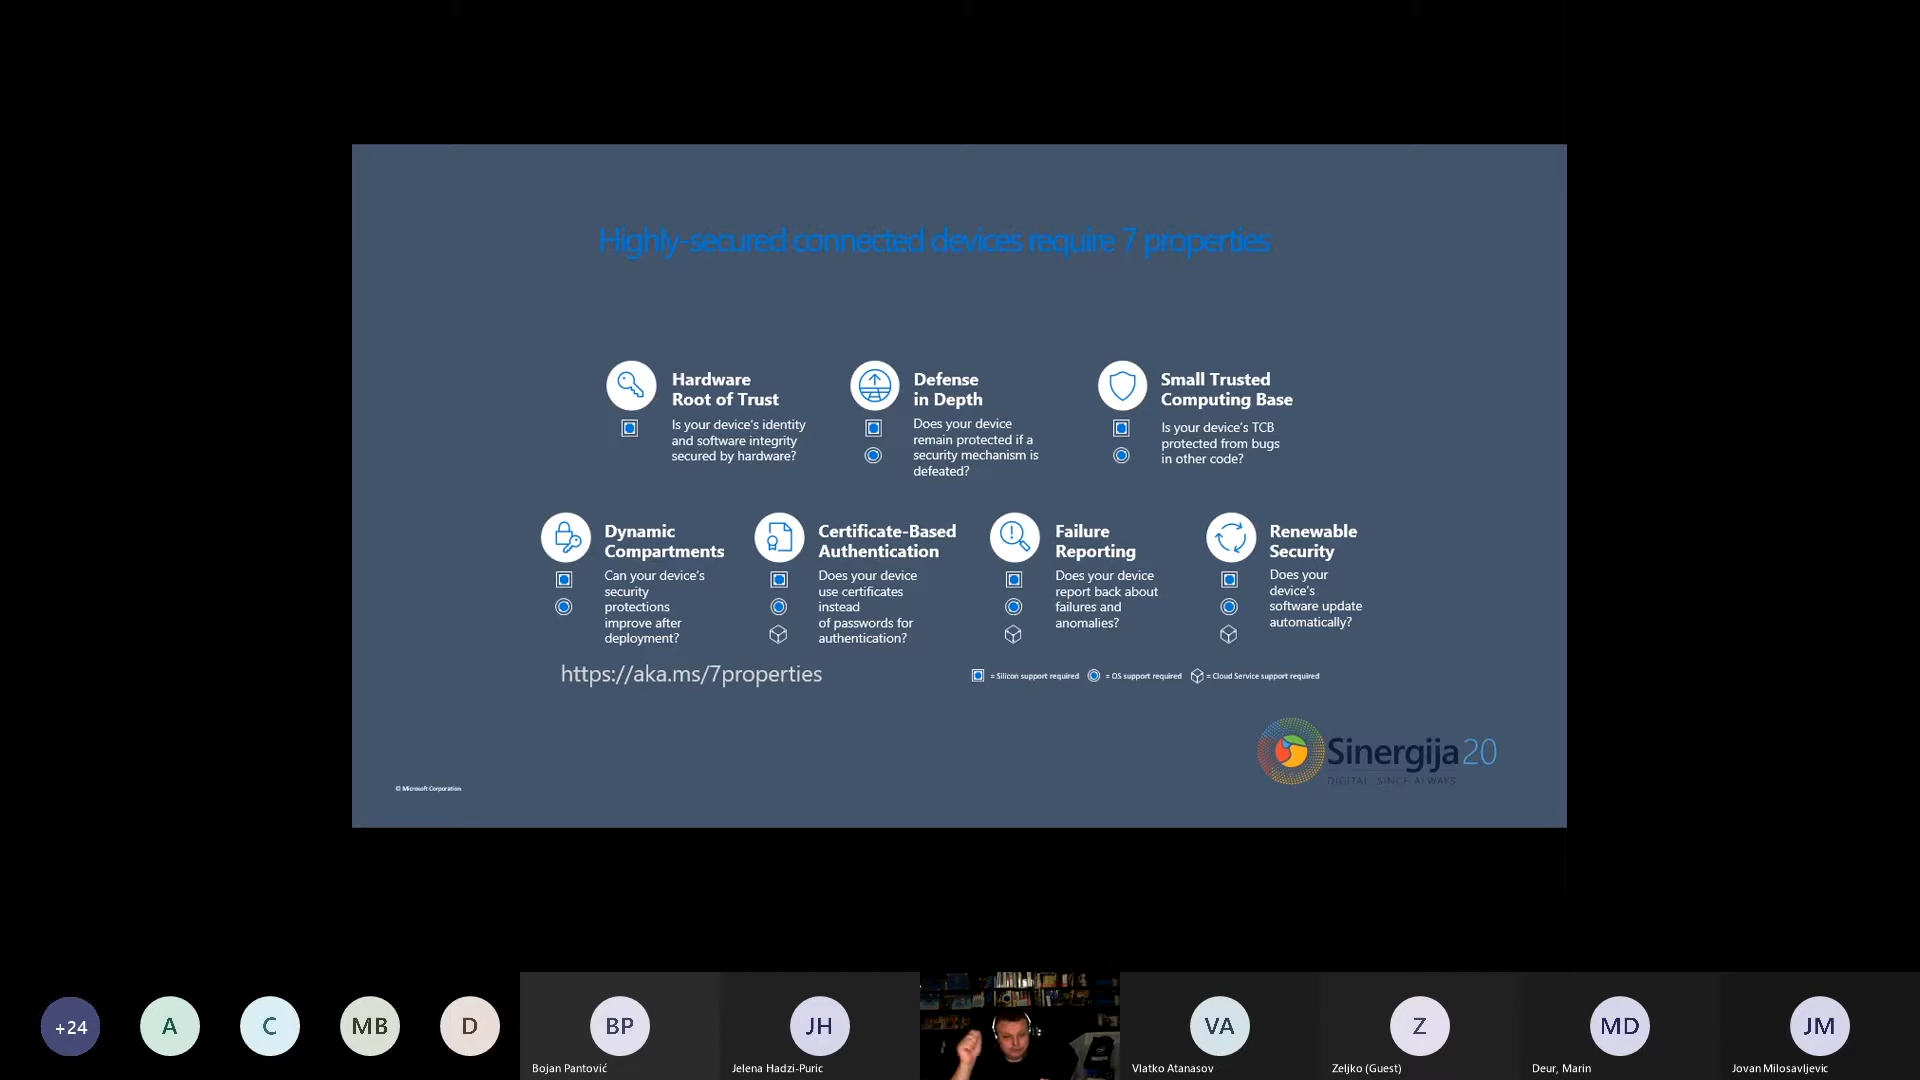 Highly-secured connected devices require 7 properties
Hardware
Root of Trust
Is your device's identity
and software integrity
secured by hardware?
Defense
in Depth
Does your device
remain protected if a
security mechanism is
defeated?
Small Trusted
Computing Base
Is your device's TCB
protected from bugs
in other code?
Dynamic
Compartments
Can your device's
security
protections
improve after
deployment?
Certificate-Based
Authentication
Does your device
use certificates
instead
of passwords for
authentication?
Failure
Reporting
Does your device
report back about
failures and
anomalies?
Renewable
Security
Does your
device's
software update
automatically?
https://aka.ms/7properties
= Silicon support required
= OS support required
= Cloud Service support required
Sinergija20
DIGITAL. SINCE ALWAYS
© Microsoft Corporation
+24
A
C
MB
D
BP
Bojan Pantović
JH
Jelena Hadzi-Puric
VA
Vlatko Atanasov
Z
Zeljko (Guest)
MD
Deur, Marin
JM
Jovan Milosavljevic